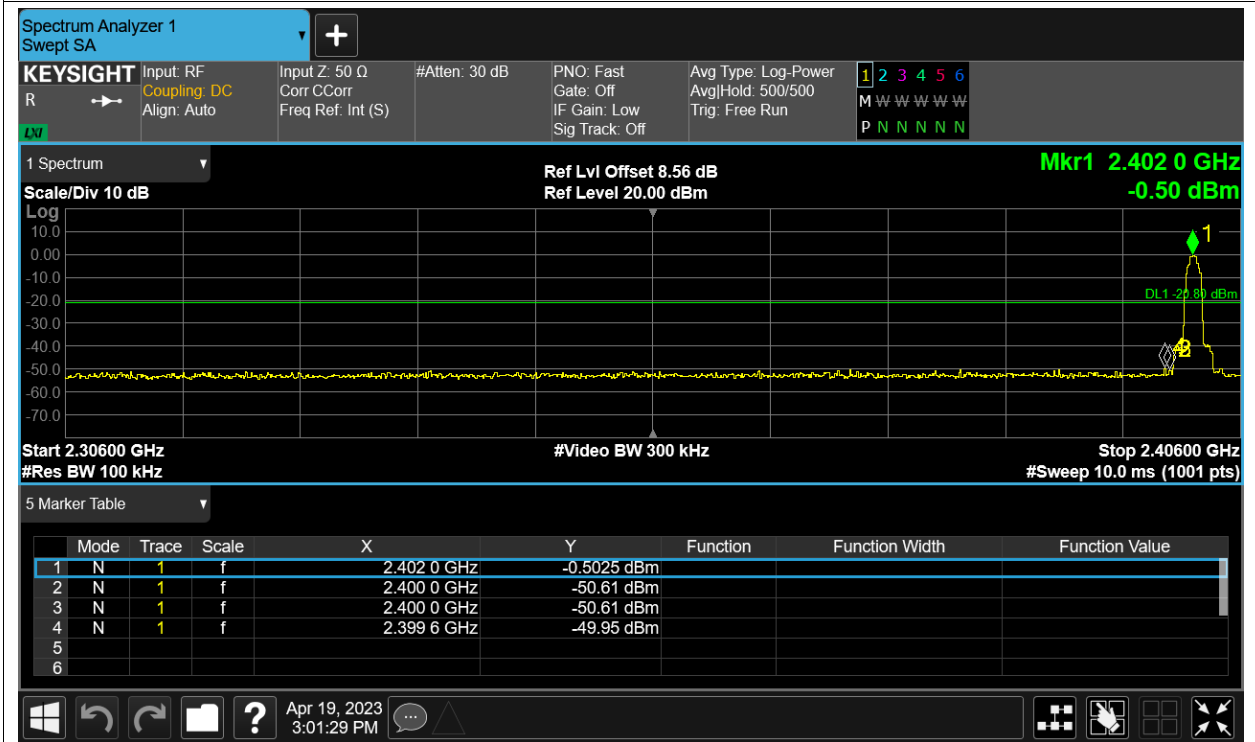 Spectrum Analyzer 1
Swept SA
KEYSIGHT
R
LXI
Input: RF
Coupling: DC
Align: Auto
Input Z: 50 Ω
Corr CCorr
Freq Ref: Int (S)
#Atten: 30 dB
PNO: Fast
Gate: Off
IF Gain: Low
Sig Track: Off
Avg Type: Log-Power
Avg|Hold: 500/500
Trig: Free Run
1 2 3 4 5 6
M W W W W W
P N N N N N
1 Spectrum
Scale/Div 10 dB
Ref Lvl Offset 8.56 dB
Ref Level 20.00 dBm
Mkr1 2.402 0 GHz
-0.50 dBm
Log
10.0
0.00
-10.0
-20.0
-30.0
-40.0
-50.0
-60.0
-70.0
1
DL1 -20.80 dBm
Start 2.30600 GHz
#Res BW 100 kHz
#Video BW 300 kHz
Stop 2.40600 GHz
#Sweep 10.0 ms (1001 pts)
5 Marker Table
Mode Trace Scale X Y Function Function Width Function Value
1 N 1 f 2.402 0 GHz -0.5025 dBm
2 N 1 f 2.400 0 GHz -50.61 dBm
3 N 1 f 2.400 0 GHz -50.61 dBm
4 N 1 f 2.399 6 GHz -49.95 dBm
5
6
?
Apr 19, 2023
3:01:29 PM